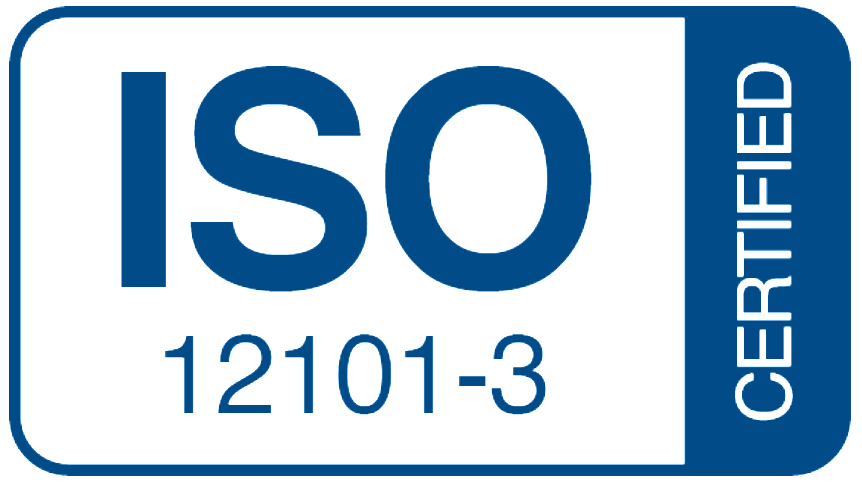 ISO
12101-3
CERTIFIED